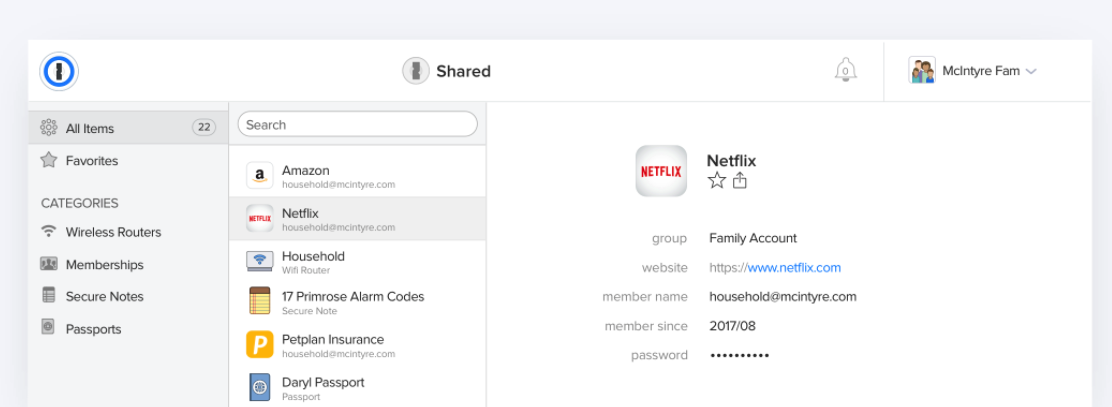 Shared
0
McIntyre Fam
All Items
22
Favorites
CATEGORIES
Wireless Routers
Memberships
Secure Notes
Passports
Search
a
Amazon
household@mcintyre.com
NETFLIX
Netflix
household@mcintyre.com
Household
Wifi Router
17 Primrose Alarm Codes
Secure Note
P
Petplan Insurance
household@mcintyre.com
Daryl Passport
Passport
NETFLIX
Netflix
group Family Account
website https://www.netflix.com
member name household@mcintyre.com
member since 2017/08
password ••••••••••